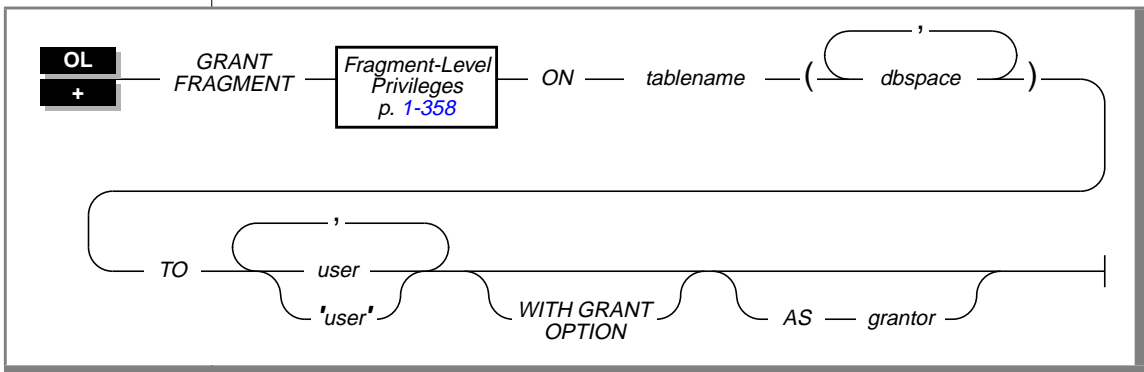 OL
+
GRANT
FRAGMENT
Fragment-Level
Privileges
p. 1-358
ON
tablename
(
,
dbspace
)
TO
,
user
'user'
WITH GRANT
OPTION
AS
grantor